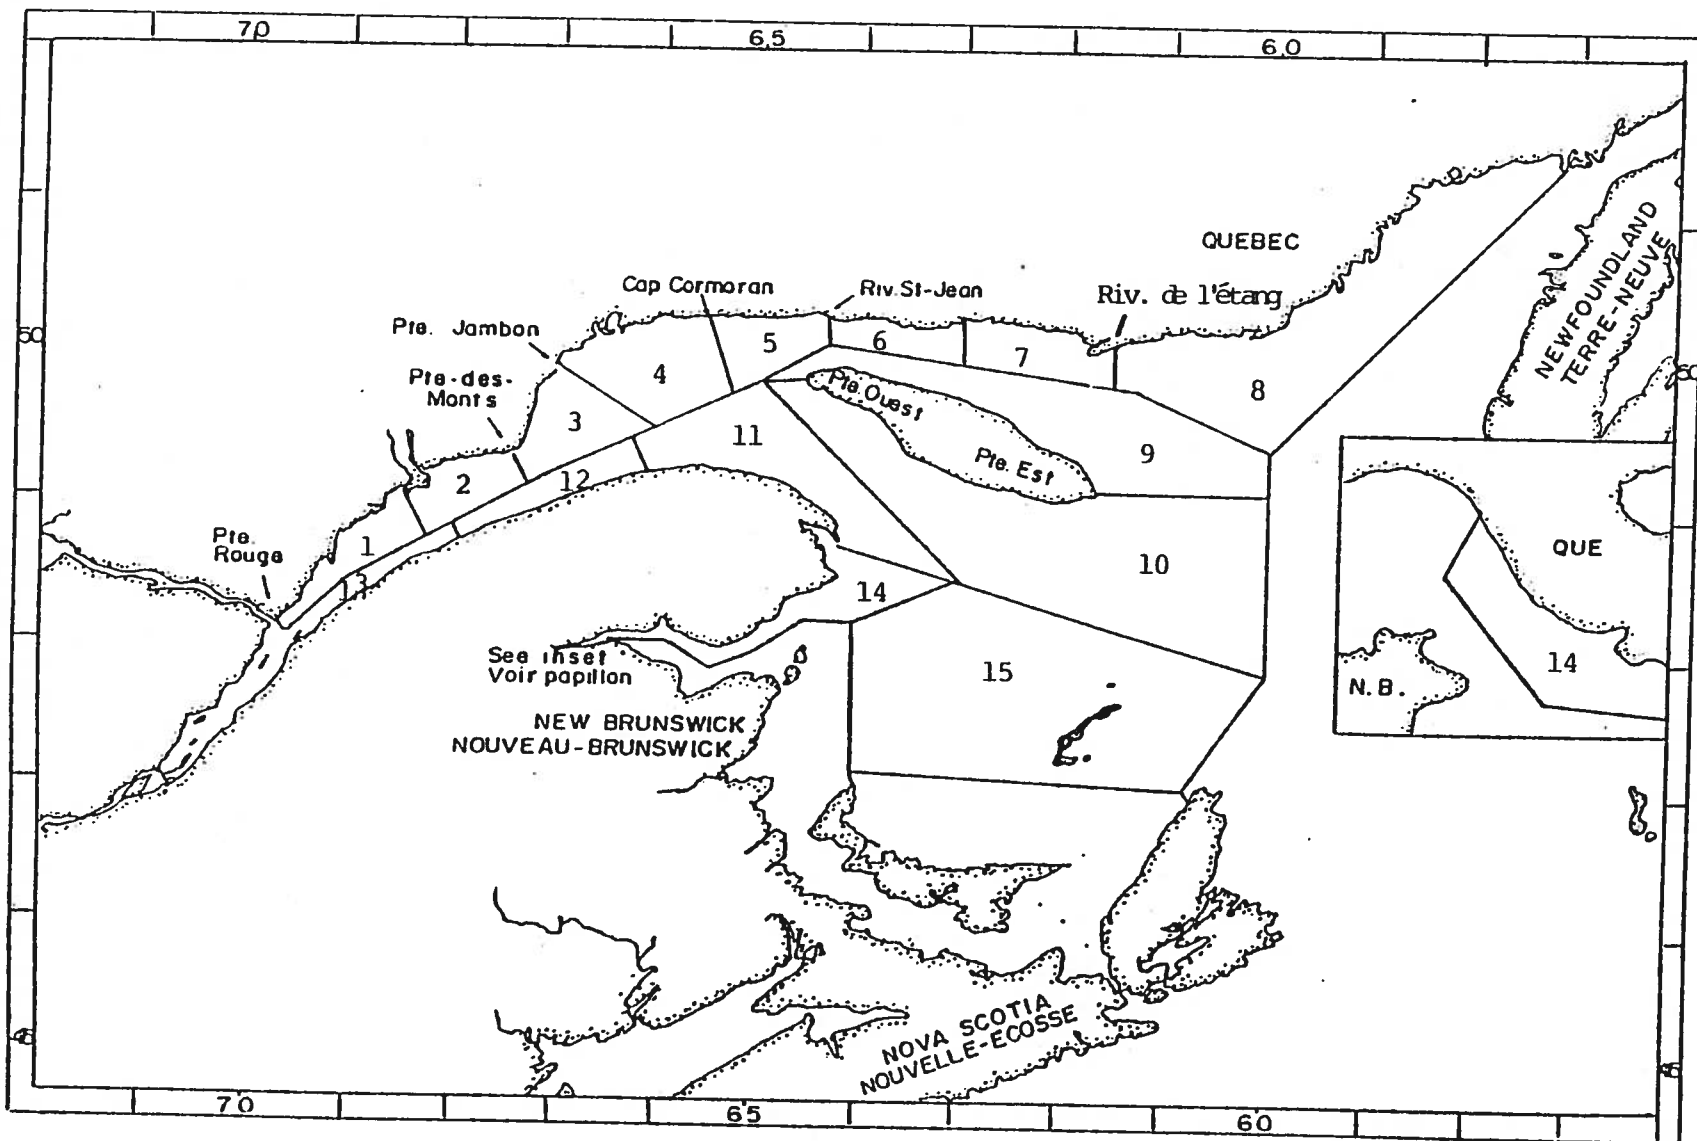 70
65
60
QUEBEC
NEWFOUNDLAND
TERRE-NEUVE
Cap Cormoran
Riv. St-Jean
Riv. de l'étang
Pte. Jambon
Pte-des-
Monts
50
5
6
7
4
8
Pte. Ouest
3
11
9
Pte. Est
2
12
QUE
Pte.
Rouge
1
13
10
14
14
See inset
Voir papillon
15
N.B.
NEW BRUNSWICK
NOUVEAU-BRUNSWICK
NOVA SCOTIA
NOUVELLE-ECOSSE
70
65
60